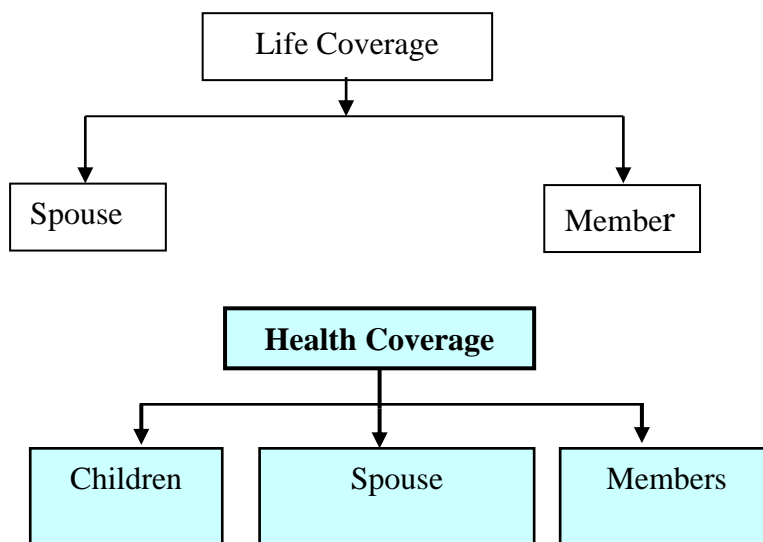 Life Coverage
Spouse
Member
Health Coverage
Children
Spouse
Members